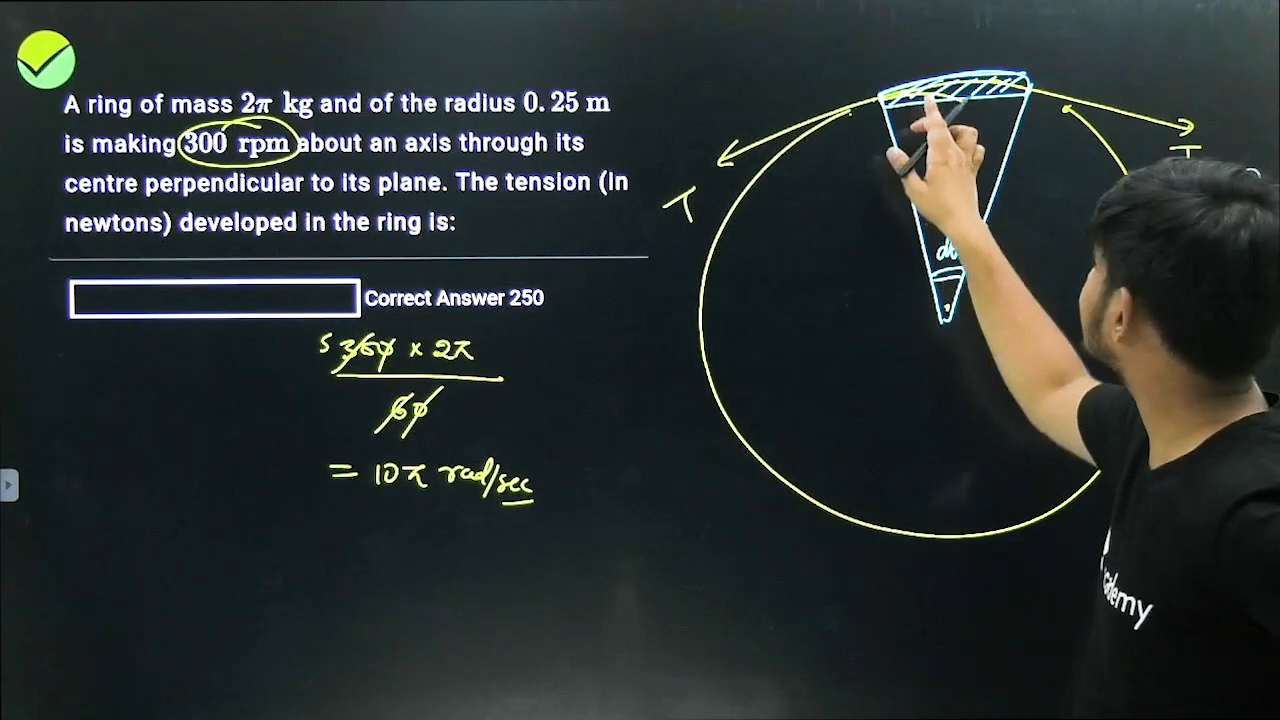 A ring of mass 2π kg and of the radius 0. 25 m
is making 300 rpm about an axis through its
centre perpendicular to its plane. The tension (in
newtons) developed in the ring is:
Correct Answer 250
5 300 × 2π
60
= 10π rad/sec
T
T
ademy